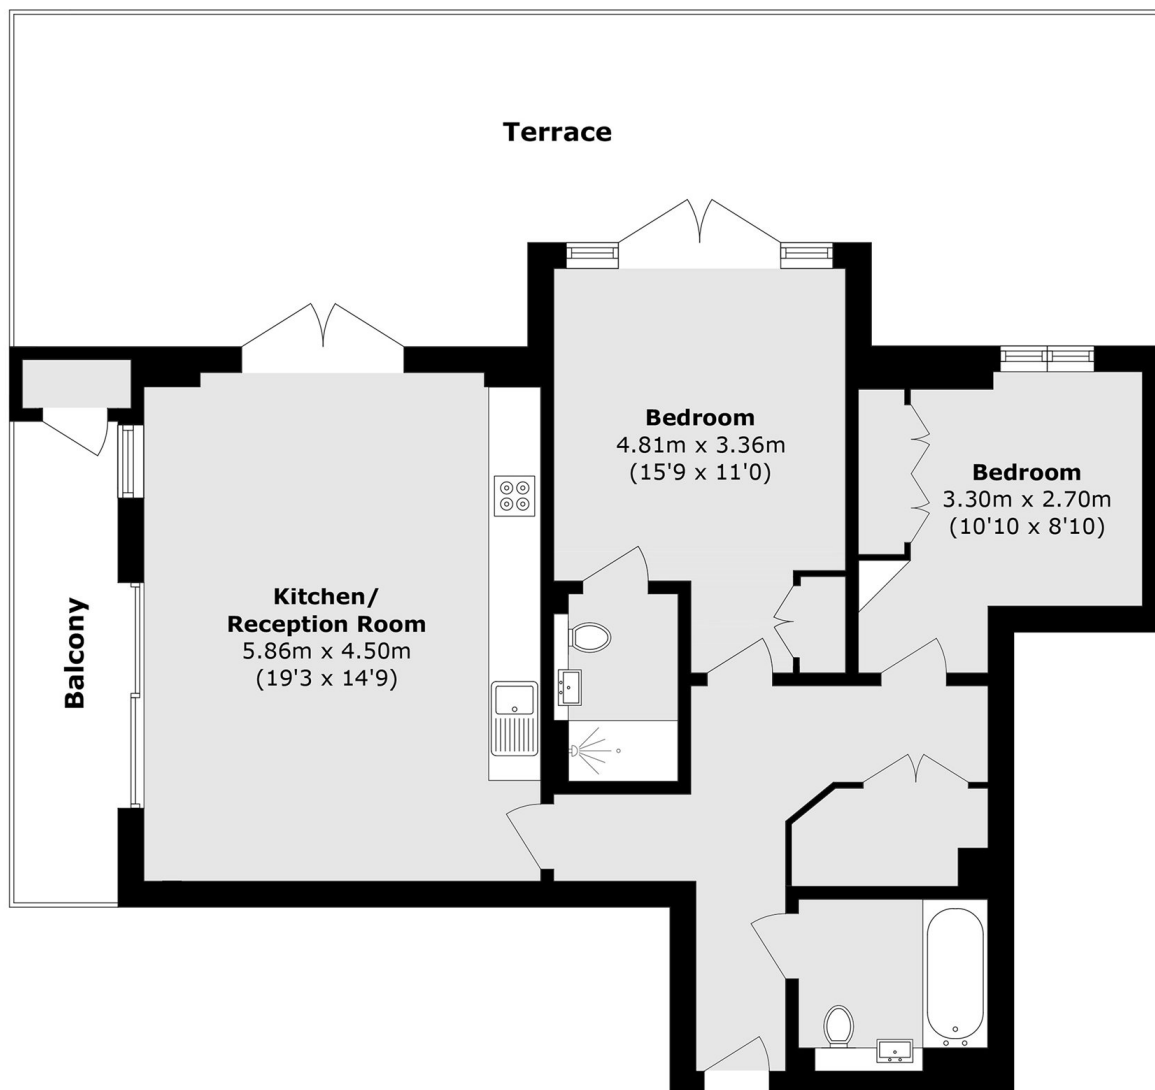 Terrace
Bedroom
4.81m x 3.36m
(15'9 x 11'0)
Bedroom
3.30m x 2.70m
(10'10 x 8'10)
Kitchen/
Reception Room
5.86m x 4.50m
(19'3 x 14'9)
Balcony